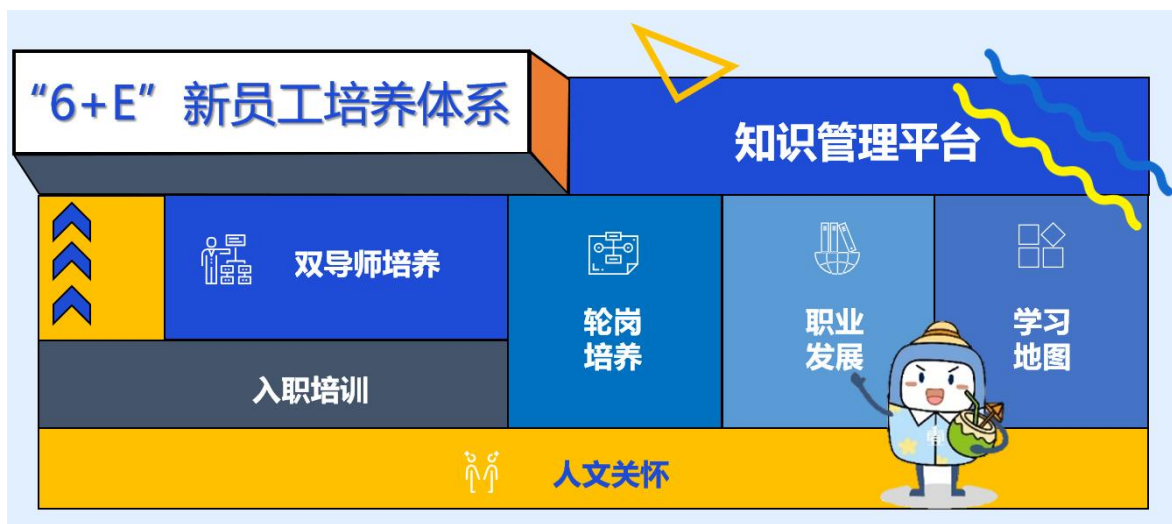 “6+E”新员工培养体系
知识管理平台
双导师培养
入职培训
轮岗
培养
职业
发展
学习
地图
人文关怀